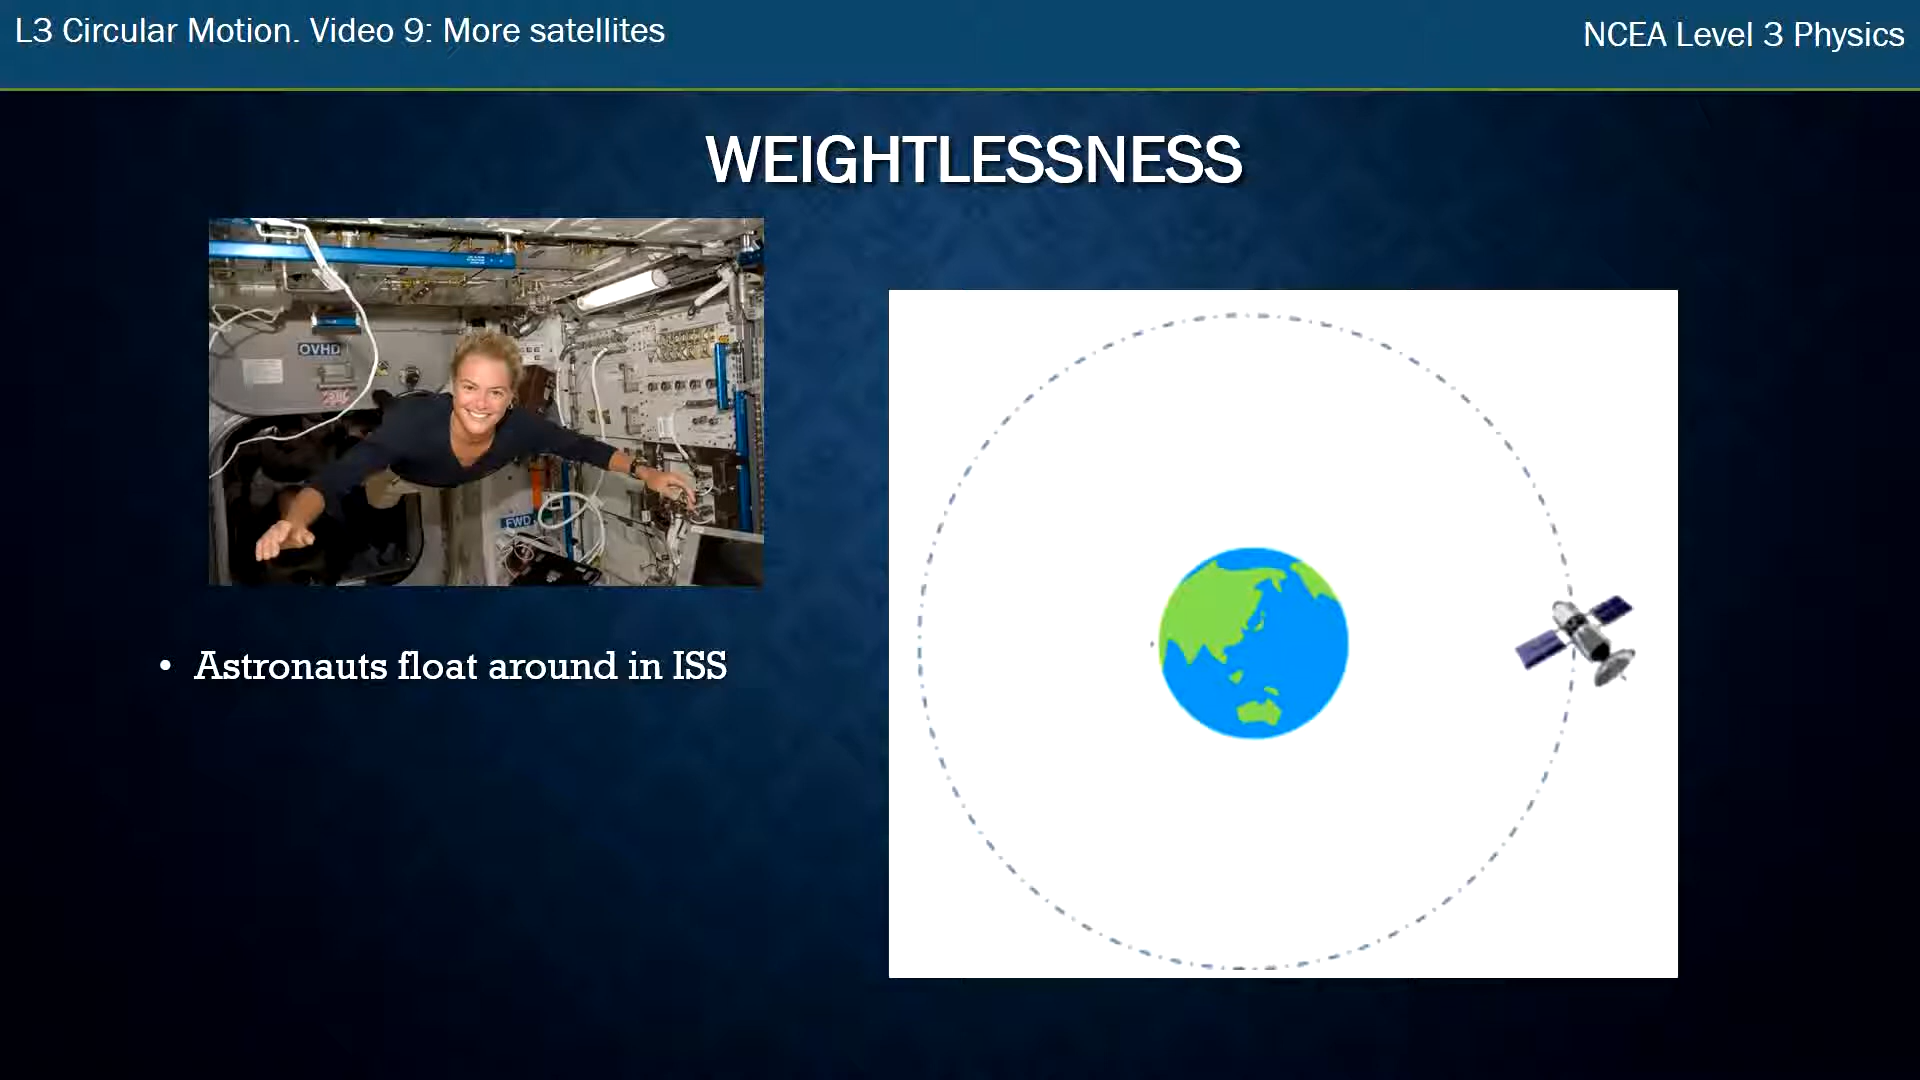 L3 Circular Motion. Video 9: More satellites
NCEA Level 3 Physics
WEIGHTLESSNESS
OVHD
FWD
• Astronauts float around in ISS